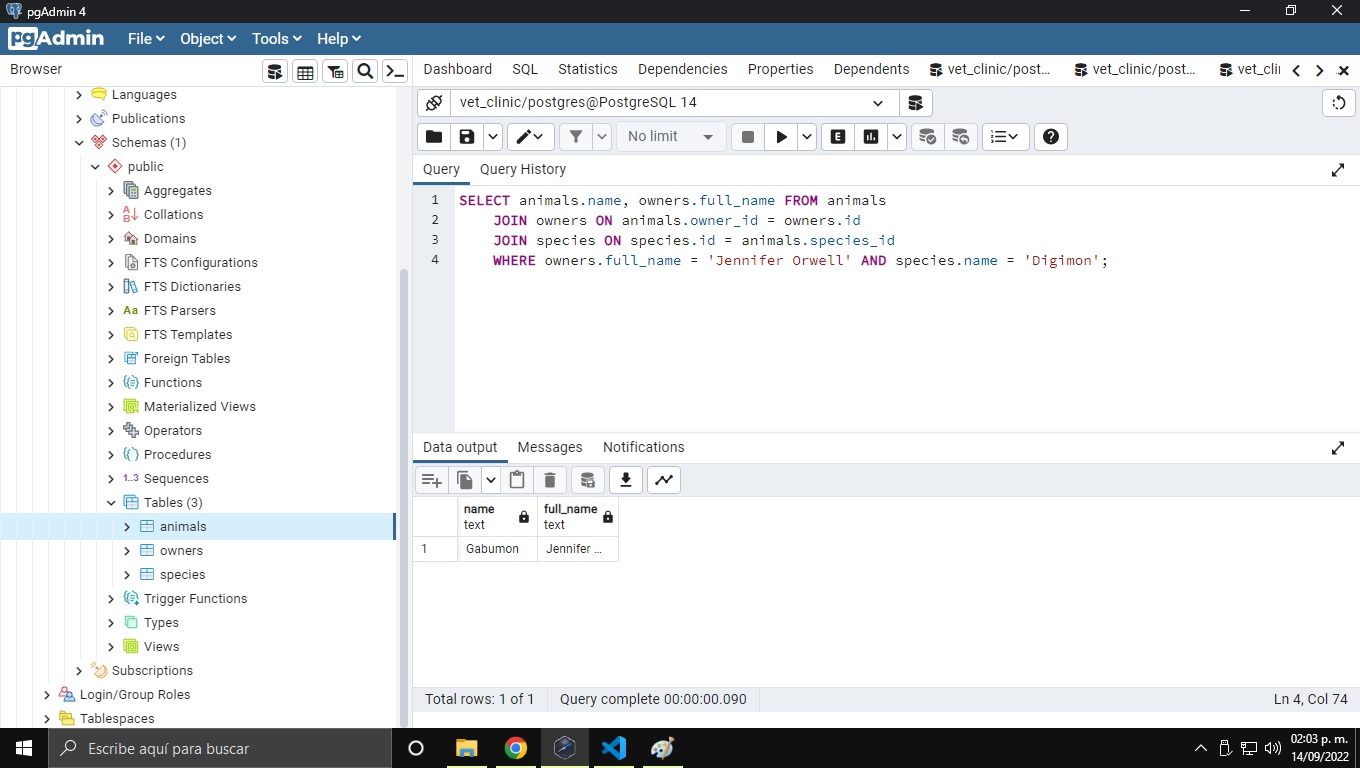 pgAdmin 4
pgAdmin File Object Tools Help
Browser
Dashboard SQL Statistics Dependencies Properties Dependents vet_clinic/post... vet_clinic/post... vet_cli
Languages
Publications
Schemas (1)
public
Aggregates
Collations
Domains
FTS Configurations
FTS Dictionaries
Aa FTS Parsers
FTS Templates
Foreign Tables
Functions
Materialized Views
Operators
Procedures
1..3 Sequences
Tables (3)
animals
owners
species
Trigger Functions
Types
Views
Subscriptions
Login/Group Roles
Tablespaces
vet_clinic/postgres@PostgreSQL 14
No limit E
Query Query History
1 SELECT animals.name, owners.full_name FROM animals
2 JOIN owners ON animals.owner_id = owners.id
3 JOIN species ON species.id = animals.species_id
4 WHERE owners.full_name = 'Jennifer Orwell' AND species.name = 'Digimon';
Data output Messages Notifications
name full_name
text text
1 Gabumon Jennifer ...
Total rows: 1 of 1 Query complete 00:00:00.090 Ln 4, Col 74
Escribe aquí para buscar
02:03 p. m.
14/09/2022